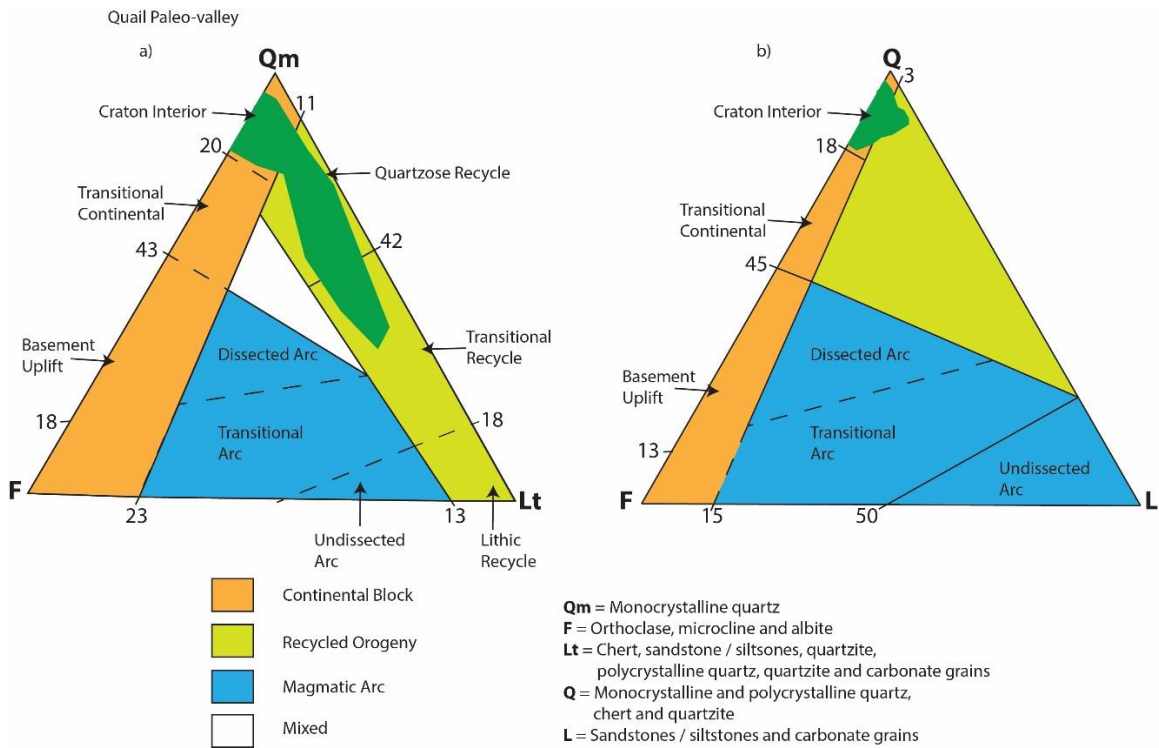 Quail Paleo-valley
a)
Qm
Craton Interior
11
20
Quartzose Recycle
Transitional
Continental
42
43
Basement
Uplift
Dissected Arc
Transitional
Recycle
18
Transitional
Arc
18
F
23
13
Lt
Undissected
Arc
Lithic
Recycle
b)
Q
3
Craton Interior
18
Transitional
Continental
45
Dissected Arc
Basement
Uplift
Transitional
Arc
13
Undissected
Arc
F
15
50
L
Continental Block
Recycled Orogeny
Magmatic Arc
Mixed
Qm = Monocrystalline quartz
F = Orthoclase, microcline and albite
Lt = Chert, sandstone / siltsones, quartzite,
polycrystalline quartz, quartzite and carbonate grains
Q = Monocrystalline and polycrystalline quartz,
chert and quartzite
L = Sandstones / siltstones and carbonate grains